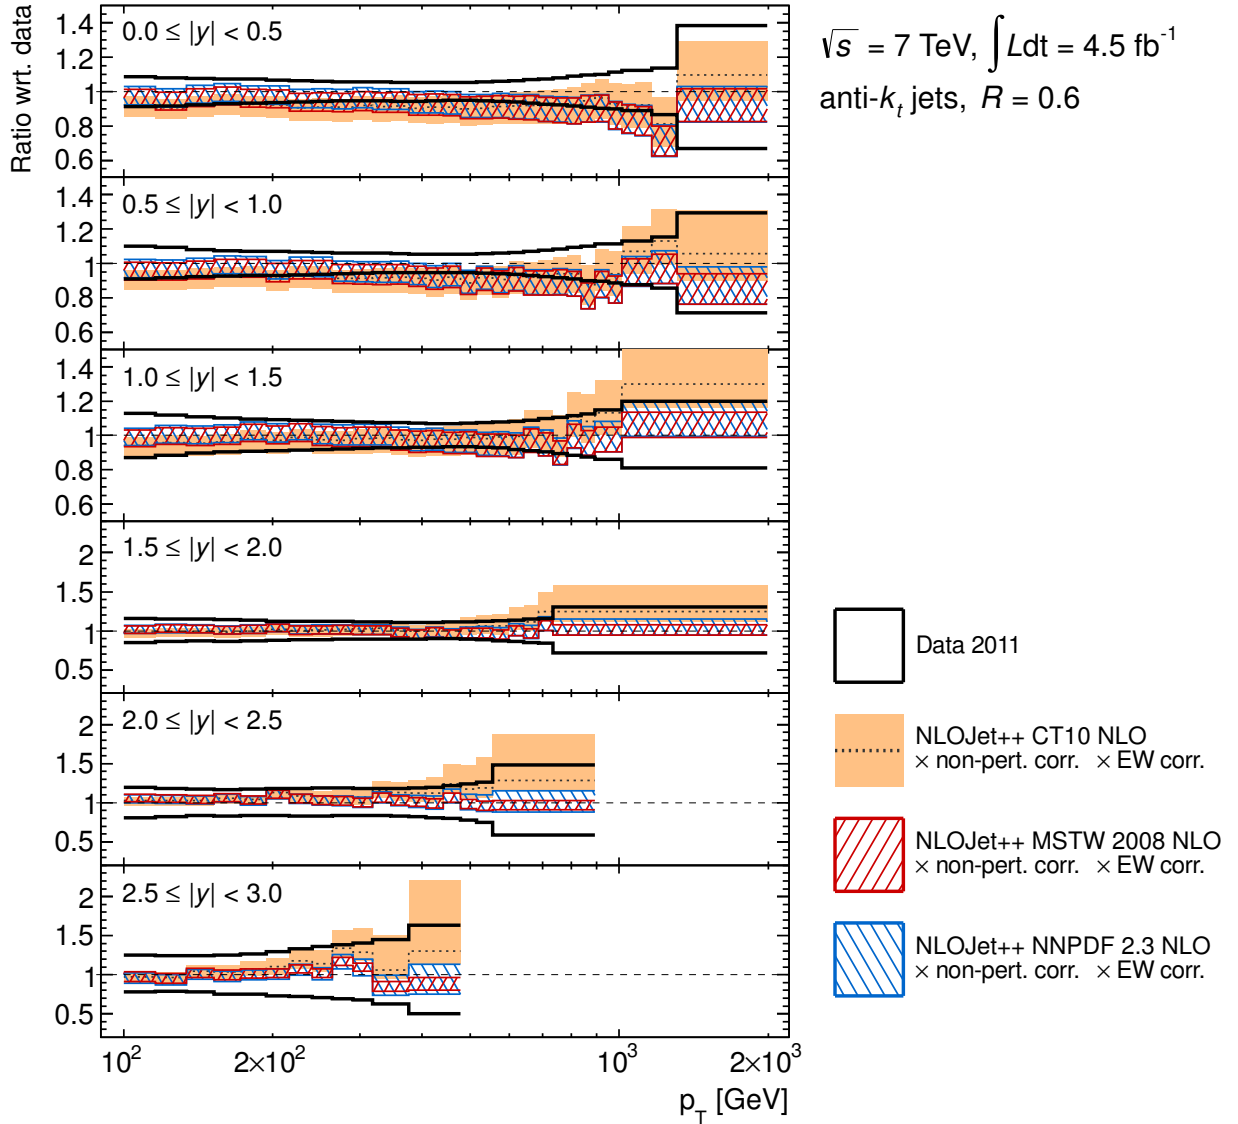 Ratio wrt. data
0.0 ≤ |y| < 0.5
1.4
1.2
1
0.8
0.6
√s = 7 TeV, ∫Ldt = 4.5 fb⁻¹
anti-kₜ jets, R = 0.6
0.5 ≤ |y| < 1.0
1.4
1.2
1
0.8
0.6
1.0 ≤ |y| < 1.5
1.4
1.2
1
0.8
0.6
1.5 ≤ |y| < 2.0
2
1.5
1
0.5
2.0 ≤ |y| < 2.5
2
1.5
1
0.5
2.5 ≤ |y| < 3.0
2
1.5
1
0.5
10² 2×10² 10³ 2×10³
p_T [GeV]
Data 2011
NLOJet++ CT10 NLO
× non-pert. corr. × EW corr.
NLOJet++ MSTW 2008 NLO
× non-pert. corr. × EW corr.
NLOJet++ NNPDF 2.3 NLO
× non-pert. corr. × EW corr.